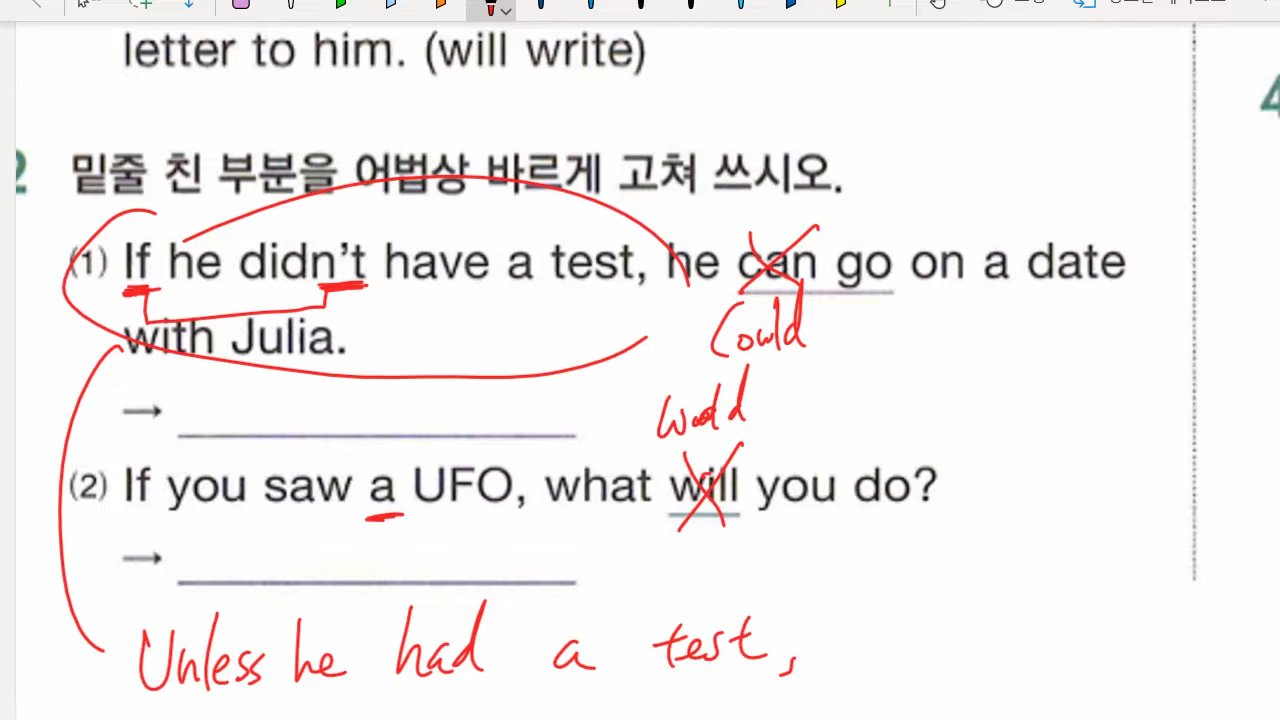 letter to him. (will write)
2 밑줄 친 부분을 어법상 바르게 고쳐 쓰시오.
(1) If he didn't have a test, he can go on a date
could
with Julia.
→
would
(2) If you saw a UFO, what will you do?
→
Unless he had a test,
4